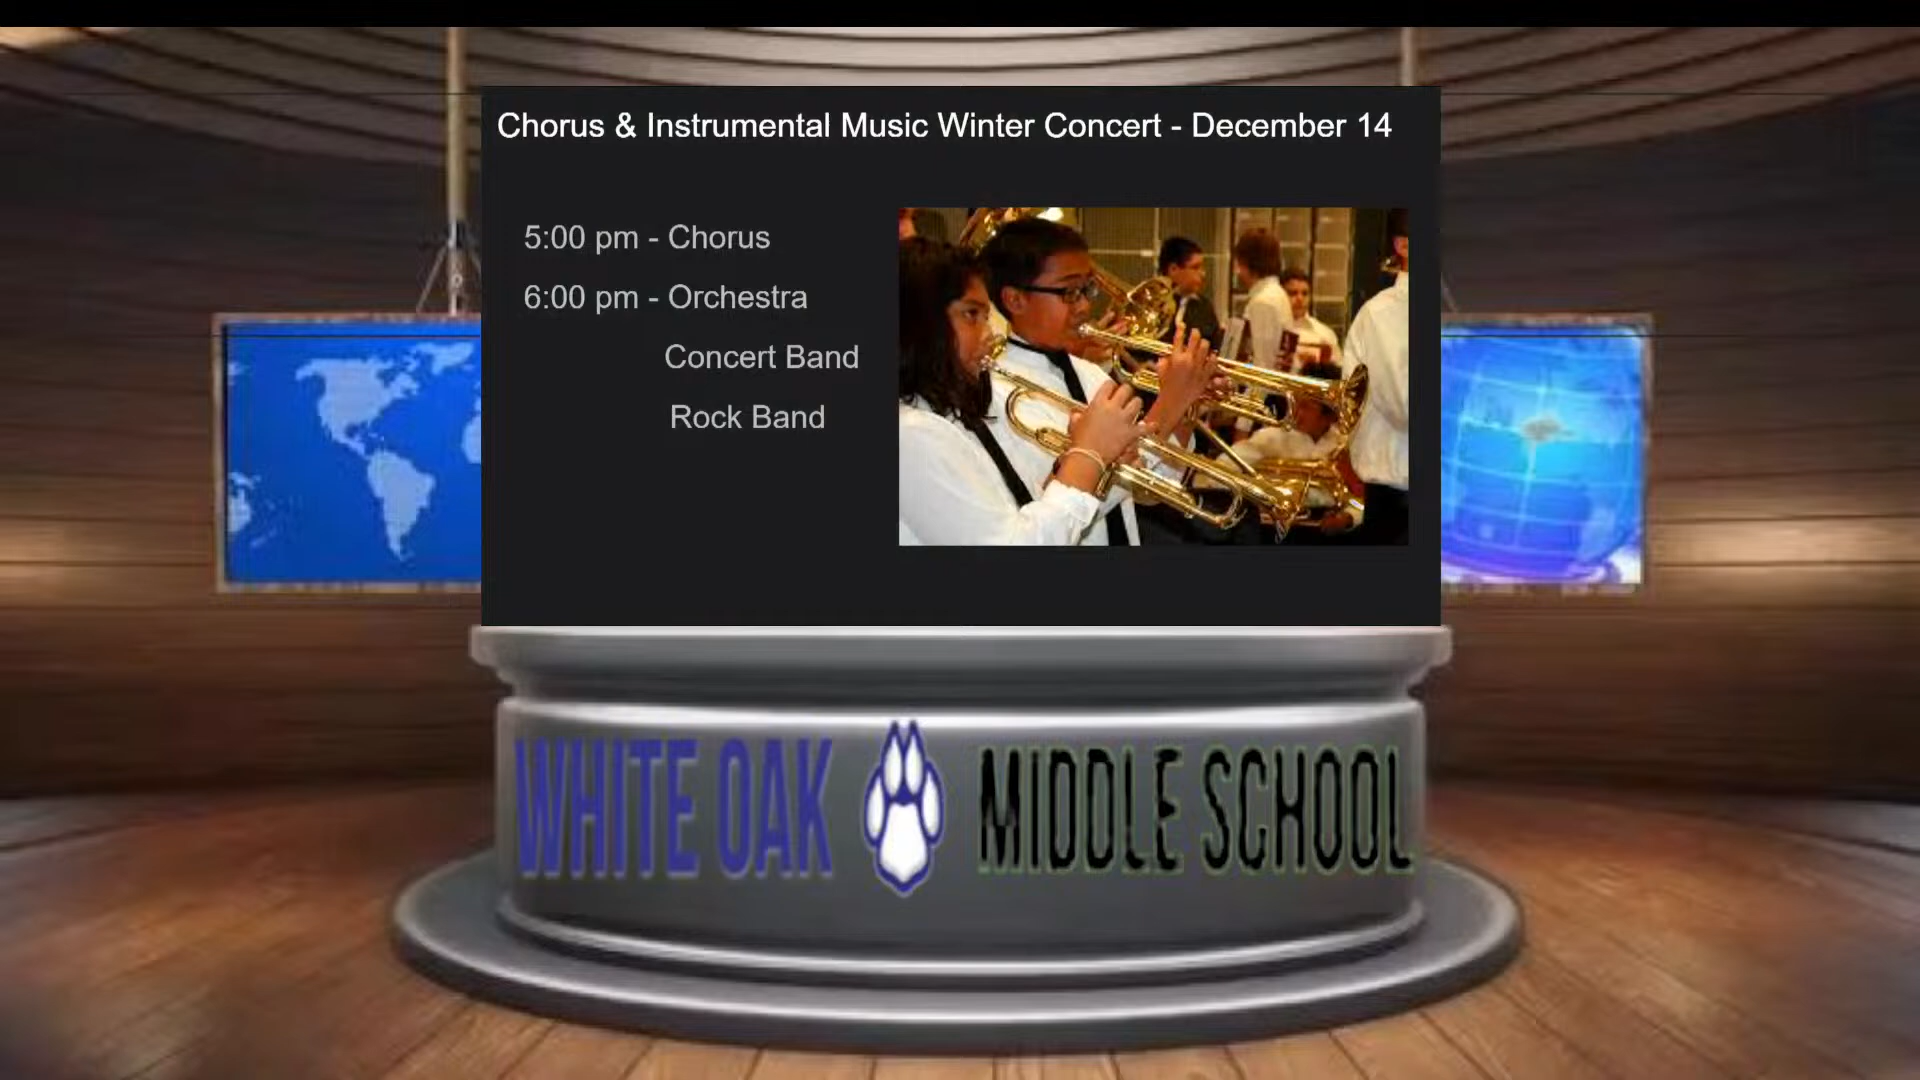 Chorus & Instrumental Music Winter Concert - December 14
5:00 pm - Chorus
6:00 pm - Orchestra
Concert Band
Rock Band
WHITE OAK MIDDLE SCHOOL